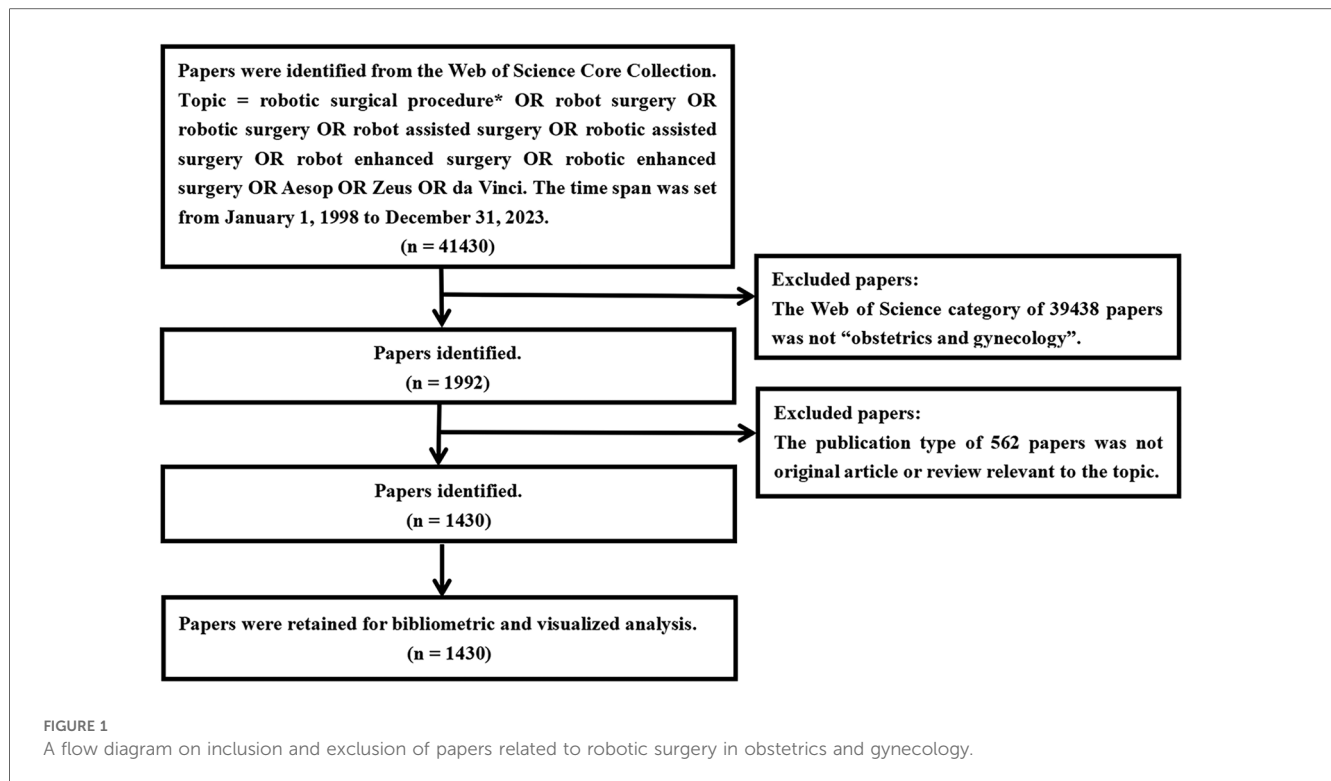 Papers were identified from the Web of Science Core Collection.
Topic = robotic surgical procedure* OR robot surgery OR
robotic surgery OR robot assisted surgery OR robotic assisted
surgery OR robot enhanced surgery OR robotic enhanced
surgery OR Aesop OR Zeus OR da Vinci. The time span was set
from January 1, 1998 to December 31, 2023.
(n = 41430)
Excluded papers:
The Web of Science category of 39438 papers
was not “obstetrics and gynecology”.
Papers identified.
(n = 1992)
Excluded papers:
The publication type of 562 papers was not
original article or review relevant to the topic.
Papers identified.
(n = 1430)
Papers were retained for bibliometric and visualized analysis.
(n = 1430)
FIGURE 1
A flow diagram on inclusion and exclusion of papers related to robotic surgery in obstetrics and gynecology.